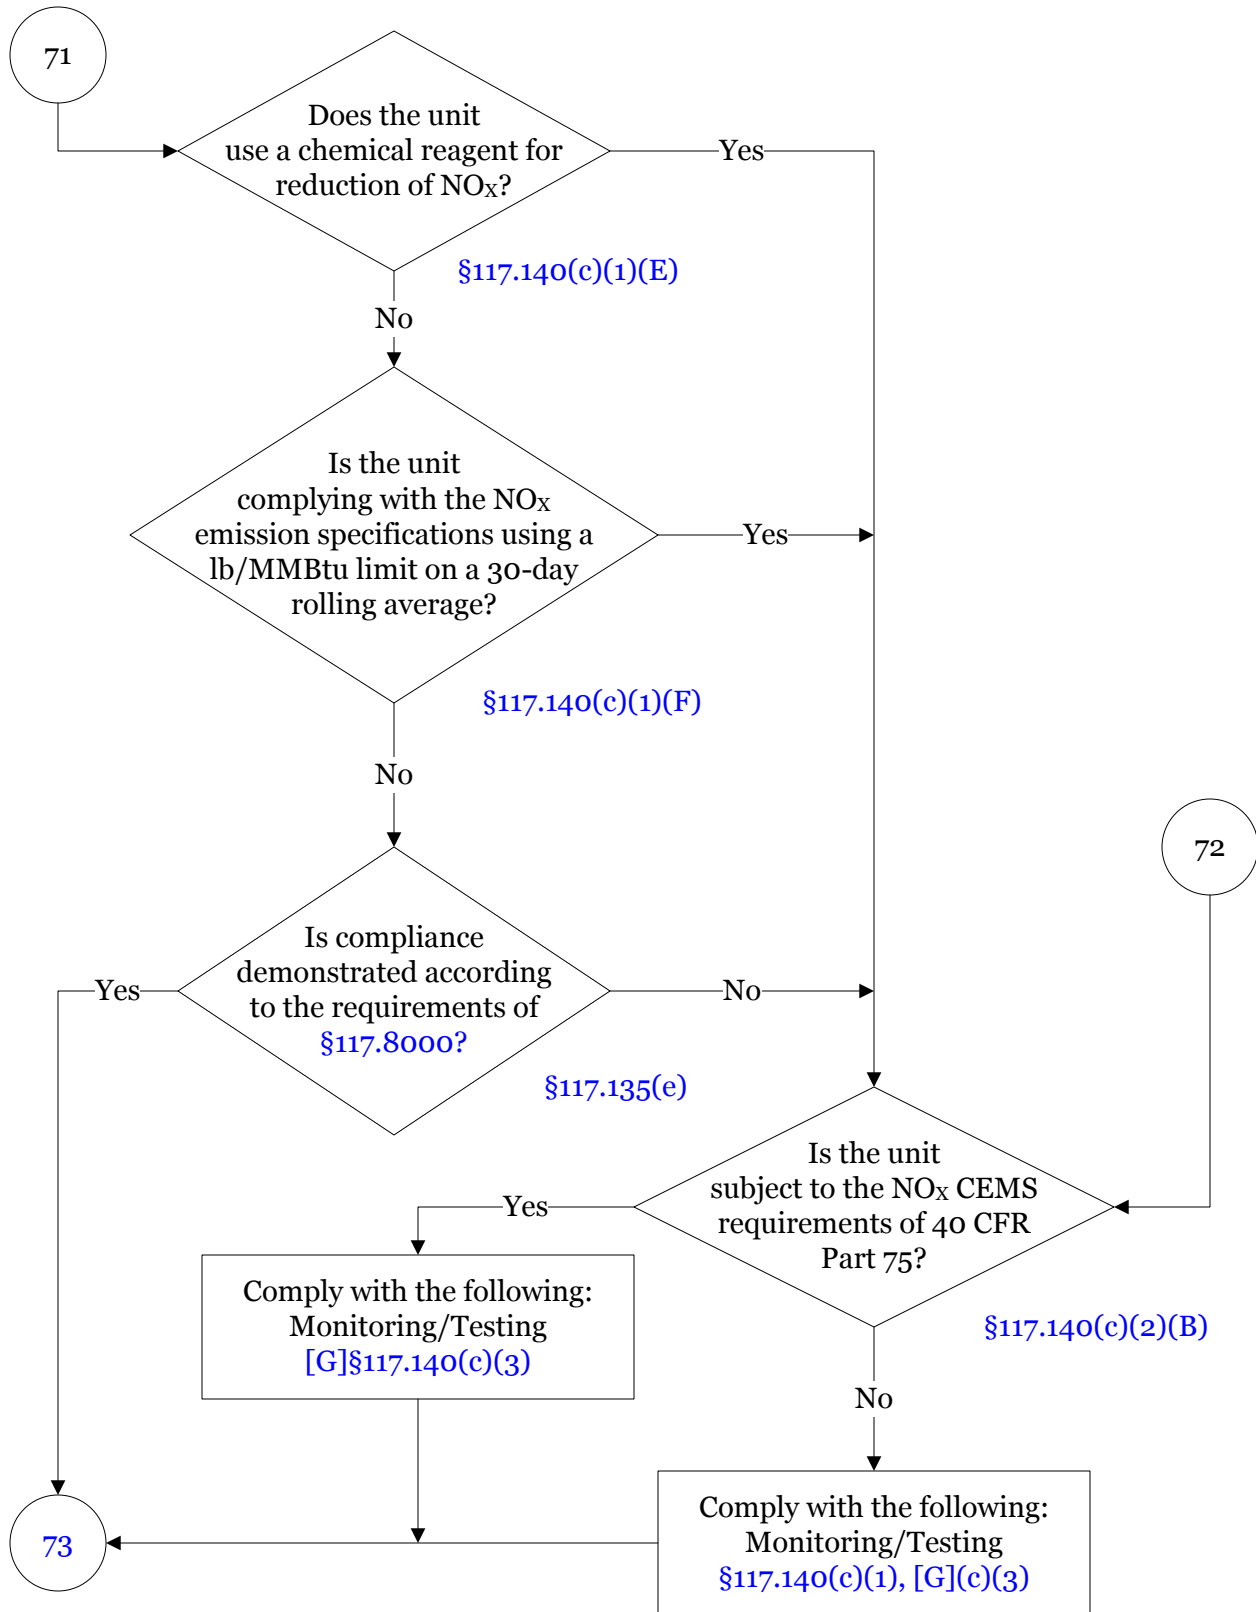 71
Does the unit
use a chemical reagent for
reduction of NOX?
Yes
§117.140(c)(1)(E)
No
Is the unit
complying with the NOX
emission specifications using a
lb/MMBtu limit on a 30-day
rolling average?
Yes
§117.140(c)(1)(F)
No
72
Is compliance
demonstrated according
to the requirements of
§117.8000?
Yes
No
§117.135(e)
Is the unit
subject to the NOX CEMS
requirements of 40 CFR
Part 75?
Yes
§117.140(c)(2)(B)
Comply with the following:
Monitoring/Testing
[G]§117.140(c)(3)
No
Comply with the following:
Monitoring/Testing
§117.140(c)(1), [G](c)(3)
73